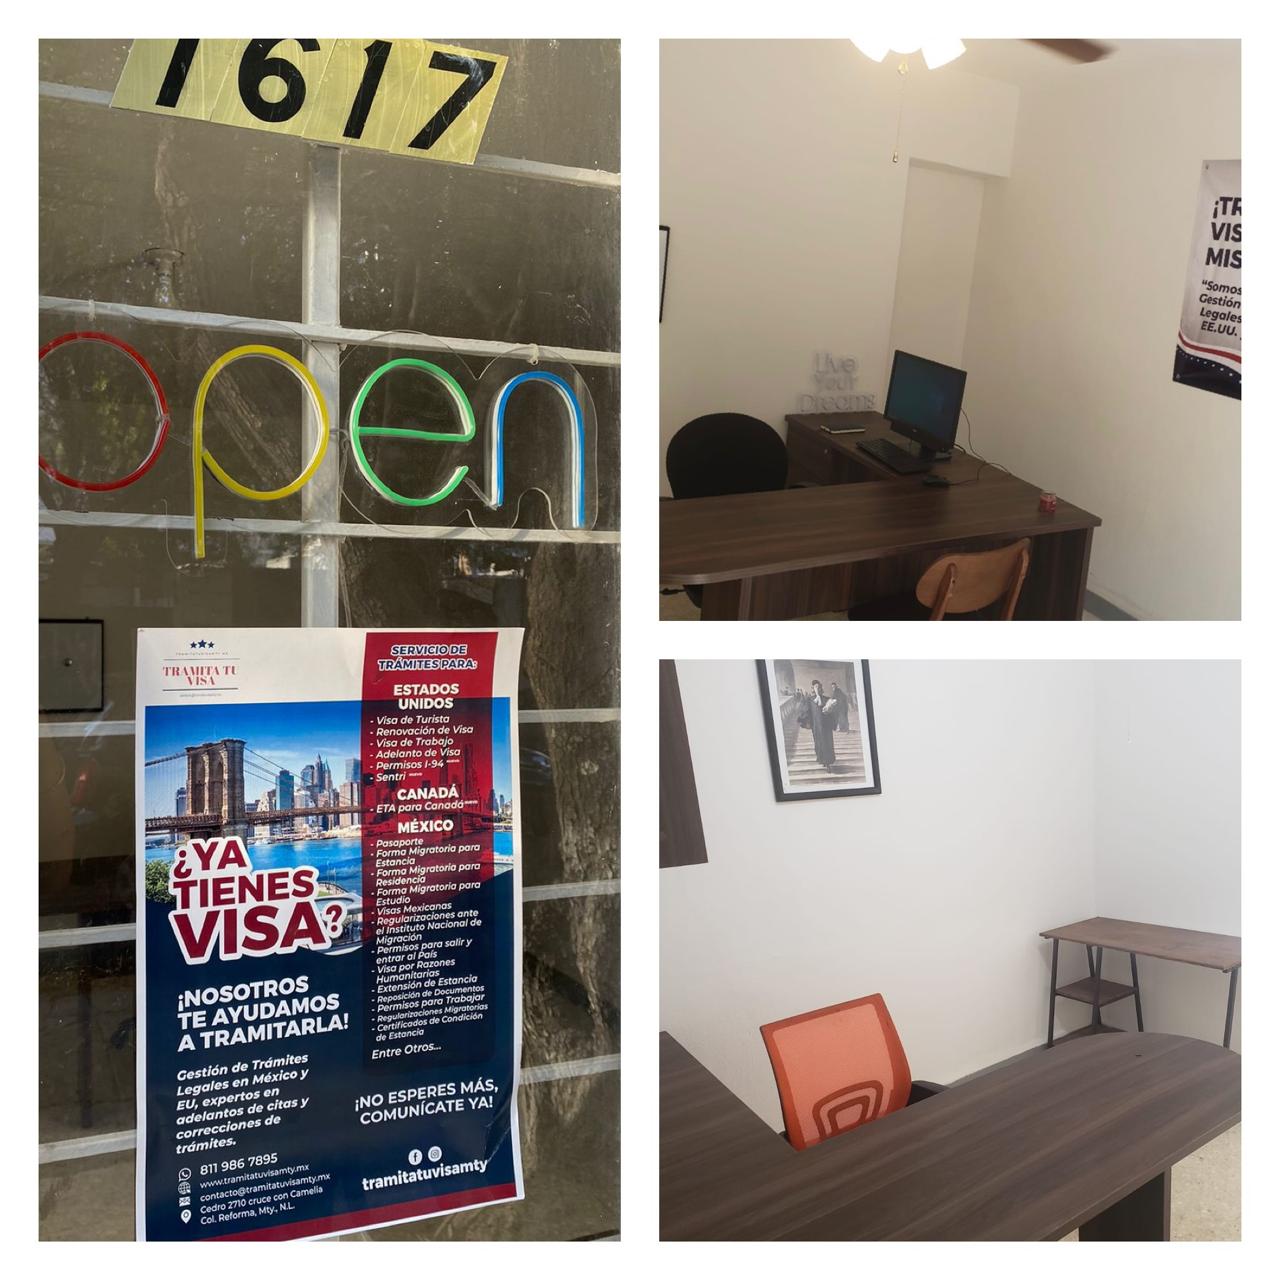 1617
open
TRAMITA TU
VISA
SERVICIO DE
TRÁMITES PARA:
ESTADOS
UNIDOS
- Visa de Turista
- Renovación de Visa
- Visa de Trabajo
- Adelanto de Visa
- Permisos I-94 NUEVO
- Sentri NUEVO
CANADÁ
- ETA para Canadá NUEVO
MÉXICO
- Pasaporte
- Forma Migratoria para
Estancia
- Forma Migratoria para
Residencia
- Forma Migratoria para
Estudio
- Visas Mexicanas
- Regularizaciones ante
el Instituto Nacional de
Migración
- Permisos para salir y
entrar al País
- Visa por Razones
Humanitarias
- Extensión de Estancia
- Reposición de Documentos
- Permisos para Trabajar
- Regularizaciones Migratorias
- Certificados de Condición
de Estancia
Entre Otros...
¿YA
TIENES
VISA?
¡NOSOTROS
TE AYUDAMOS
A TRAMITARLA!
Gestión de Trámites
Legales en México y
EU, expertos en
adelantos de citas y
correcciones de
trámites.
¡NO ESPERES MÁS,
COMUNÍCATE YA!
811 986 7895
www.tramitatuvisamty.mx
contacto@tramitatuvisamty.mx
Cedro 2710 cruce con Camelia
Col. Reforma, Mty., N.L.
tramitatuvisamty
Live
Your
Dreams
¡TR
VIS
MIS
"Somos
Gestión
Legales
EE.UU.